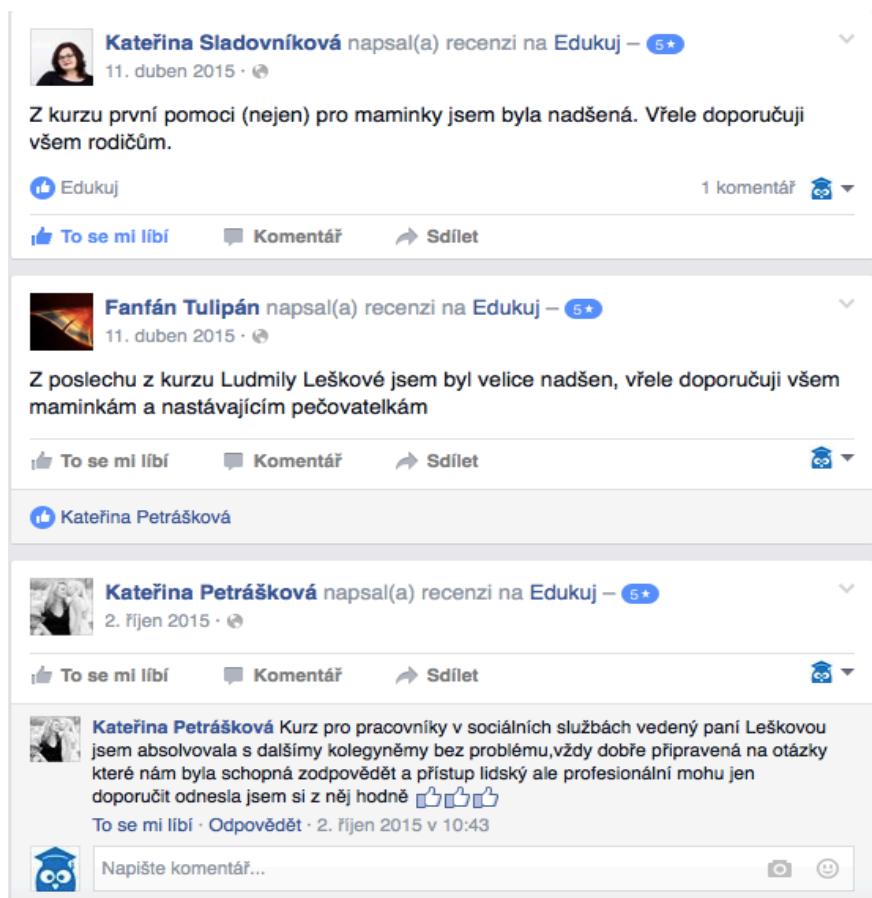 Kateřina Sladovníková napsal(a) recenzi na Edukuj – 5★
11. duben 2015 ·
Z kurzu první pomoci (nejen) pro maminky jsem byla nadšená. Vřele doporučuji
všem rodičům.
Edukuj 1 komentář
To se mi líbí Komentář Sdílet
Fanfán Tulipán napsal(a) recenzi na Edukuj – 5★
11. duben 2015 ·
Z poslechu z kurzu Ludmily Leškové jsem byl velice nadšen, vřele doporučuji všem
maminkám a nastávajícím pečovatelkám
To se mi líbí Komentář Sdílet
Kateřina Petrášková
Kateřina Petrášková napsal(a) recenzi na Edukuj – 5★
2. říjen 2015 ·
To se mi líbí Komentář Sdílet
Kateřina Petrášková Kurz pro pracovníky v sociálních službách vedený paní Leškovou
jsem absolvovala s dalšímy kolegyněmy bez problému,vždy dobře připravená na otázky
které nám byla schopná zodpovědět a přístup lidský ale profesionální mohu jen
doporučit odnesla jsem si z něj hodně
To se mi líbí · Odpovědět · 2. říjen 2015 v 10:43
Napište komentář...